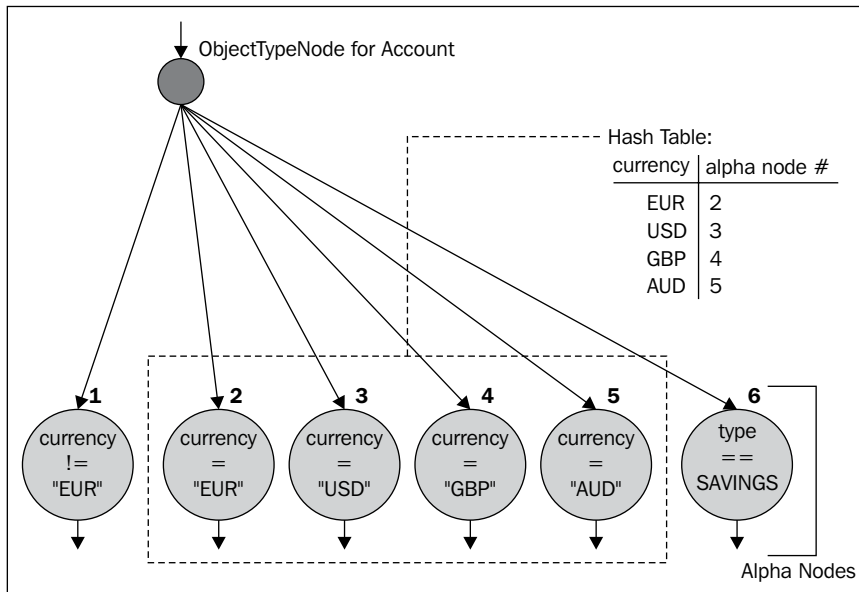 ObjectTypeNode for Account
Hash Table:
currency alpha node #
EUR 2
USD 3
GBP 4
AUD 5
1 2 3 4 5 6
currency
!=
"EUR"
currency
=
"EUR"
currency
=
"USD"
currency
=
"GBP"
currency
=
"AUD"
type
==
SAVINGS
Alpha Nodes